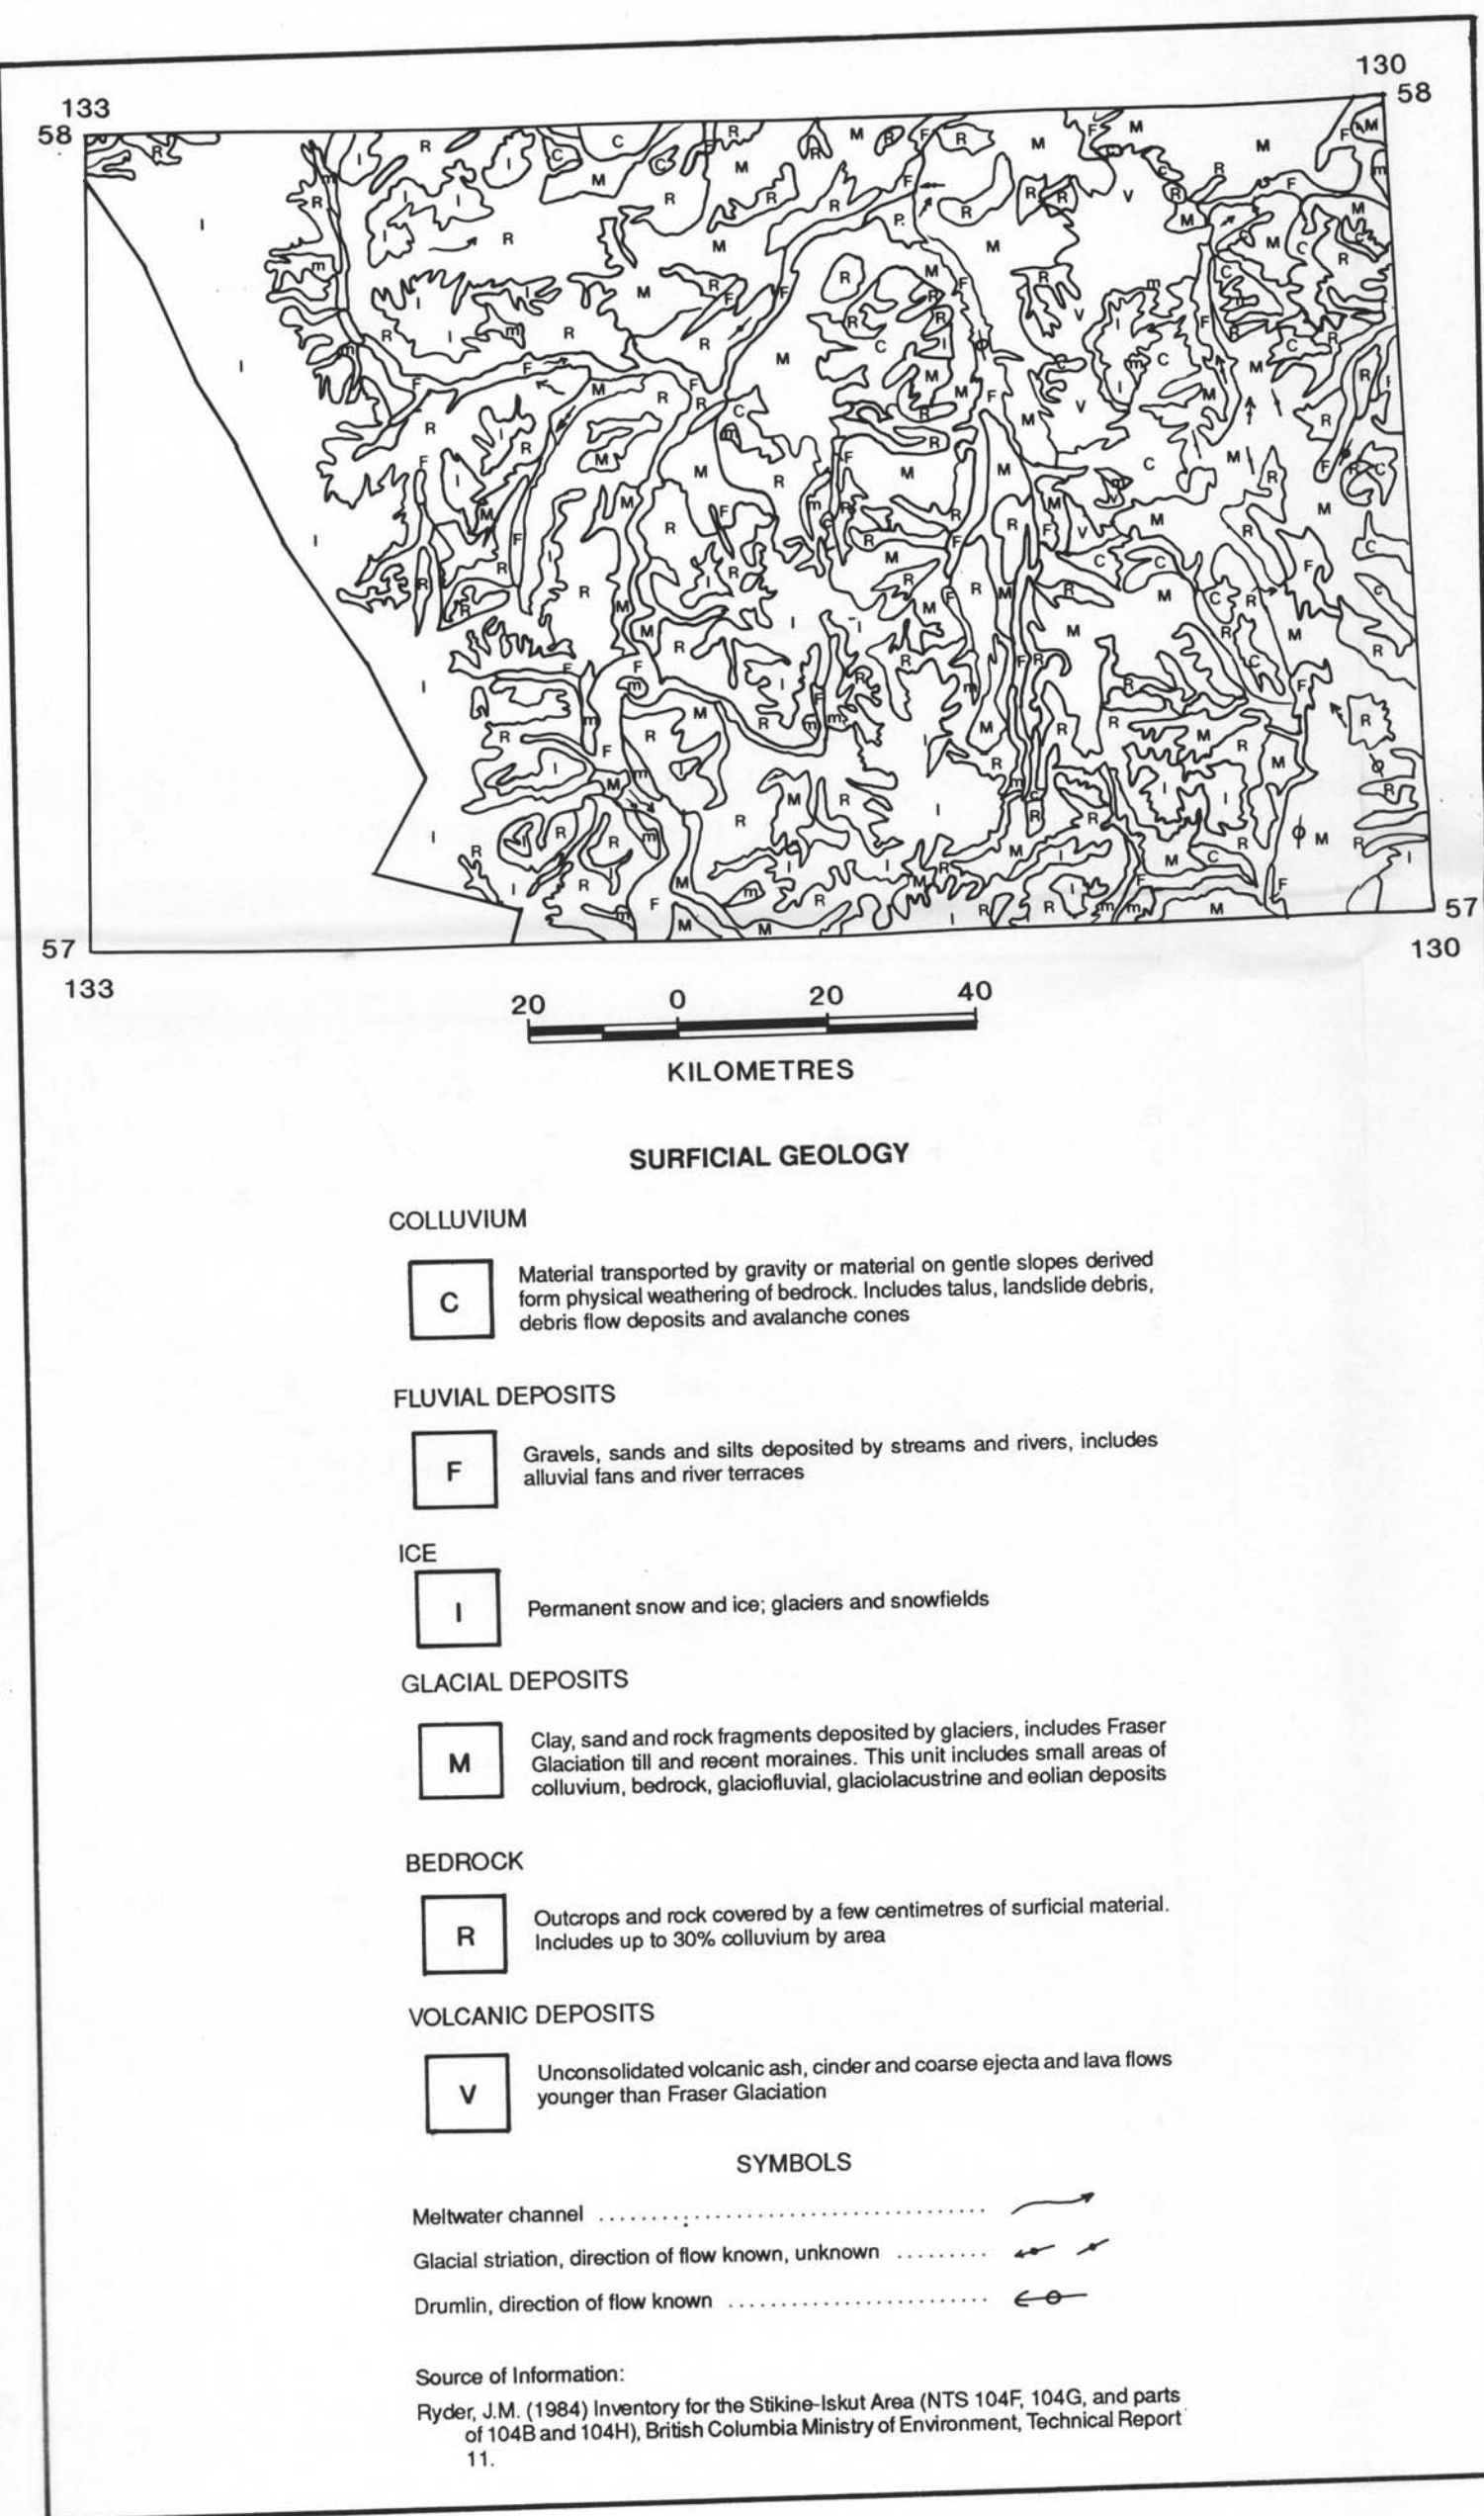 130
133
58
58
57
57
133
130
20 0 20 40
KILOMETRES
SURFICIAL GEOLOGY
COLLUVIUM
C
Material transported by gravity or material on gentle slopes derived
form physical weathering of bedrock. Includes talus, landslide debris,
debris flow deposits and avalanche cones
FLUVIAL DEPOSITS
F
Gravels, sands and silts deposited by streams and rivers, includes
alluvial fans and river terraces
ICE
I
Permanent snow and ice; glaciers and snowfields
GLACIAL DEPOSITS
M
Clay, sand and rock fragments deposited by glaciers, includes Fraser
Glaciation till and recent moraines. This unit includes small areas of
colluvium, bedrock, glaciofluvial, glaciolacustrine and eolian deposits
BEDROCK
R
Outcrops and rock covered by a few centimetres of surficial material.
Includes up to 30% colluvium by area
VOLCANIC DEPOSITS
V
Unconsolidated volcanic ash, cinder and coarse ejecta and lava flows
younger than Fraser Glaciation
SYMBOLS
Meltwater channel
Glacial striation, direction of flow known, unknown
Drumlin, direction of flow known
Source of Information:
Ryder, J.M. (1984) Inventory for the Stikine-Iskut Area (NTS 104F, 104G, and parts
of 104B and 104H), British Columbia Ministry of Environment, Technical Report
11.